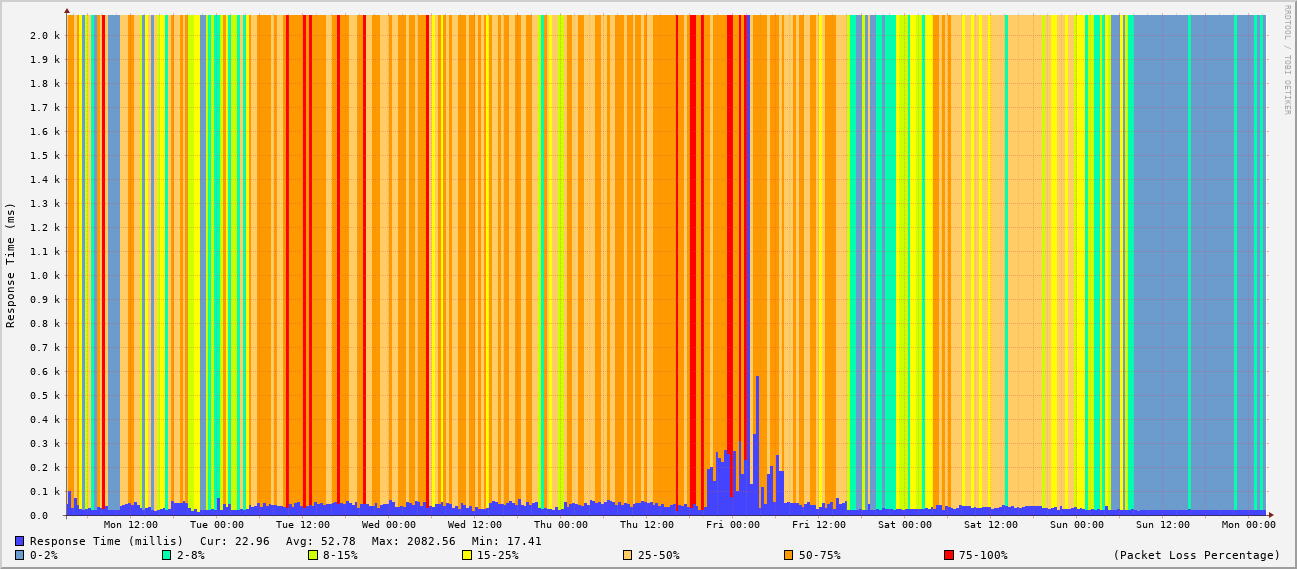 RRDTOOL / TOBI OETIKER
Response Time (ms)
2.0 k
1.9 k
1.8 k
1.7 k
1.6 k
1.5 k
1.4 k
1.3 k
1.2 k
1.1 k
1.0 k
0.9 k
0.8 k
0.7 k
0.6 k
0.5 k
0.4 k
0.3 k
0.2 k
0.1 k
0.0
Mon 12:00 Tue 00:00 Tue 12:00 Wed 00:00 Wed 12:00 Thu 00:00 Thu 12:00 Fri 00:00 Fri 12:00 Sat 00:00 Sat 12:00 Sun 00:00 Sun 12:00 Mon 00:00
Response Time (millis) Cur: 22.96 Avg: 52.78 Max: 2082.56 Min: 17.41
0-2% 2-8% 8-15% 15-25% 25-50% 50-75% 75-100% (Packet Loss Percentage)